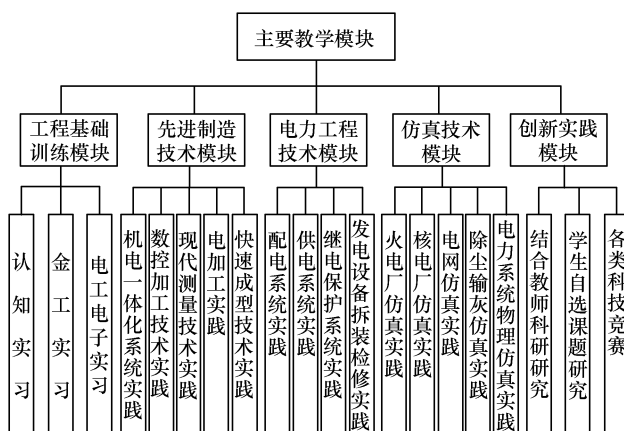 主要教学模块
工程基础
训练模块
先进制造
技术模块
电力工程
技术模块
仿真技术
模块
创新实践
模块
认知实习
金工实习
电工电子实习
机电一体化系统实践
数控加工技术实践
现代测量技术实践
电加工实践
快速成型技术实践
配电系统实践
供电系统实践
继电保护系统实践
发电设备拆装检修实践
火电厂仿真实践
核电厂仿真实践
电网仿真实践
除尘输灰仿真实践
电力系统物理仿真实践
结合教师科研研究
学生自选课题研究
各类科技竞赛